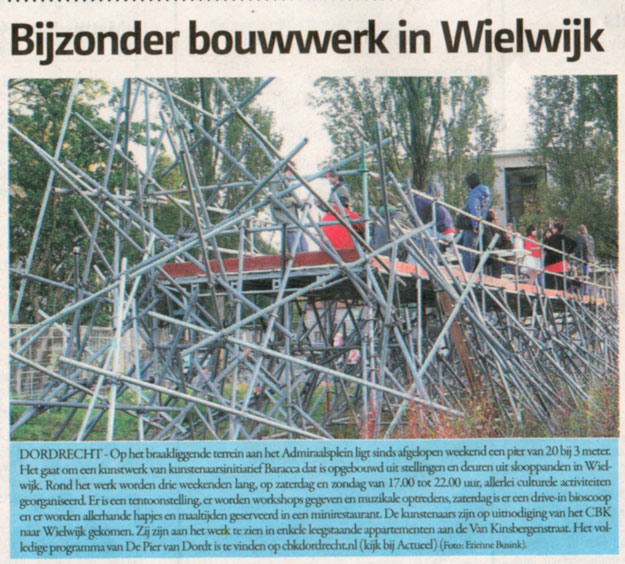 Bijzonder bouwwerk in Wielwijk
DORDRECHT - Op het braakliggende terrein aan het Admiraalsplein ligt sinds afgelopen weekend een pier van 20 bij 3 meter.
Het gaat om een kunstwerk van kunstenaarsinitiatief Baracca dat is opgebouwd uit stellingen en deuren uit slooppanden in Wiel-
wijk. Rond het werk worden drie weekenden lang, op zaterdag en zondag van 17.00 tot 22.00 uur, allerlei culturele activiteiten
georganiseerd. Er is een tentoonstelling, er worden workshops gegeven en muzikale optredens, zaterdag is er een drive-in bioscoop
en er worden allerhande hapjes en maaltijden geserveerd in een minirestaurant. De kunstenaars zijn op uitnodiging van het CBK
naar Wielwijk gekomen. Zij zijn aan het werk te zien in enkele leegstaande appartementen aan de Van Kinsbergenstraat. Het vol-
ledige programma van De Pier van Dordt is te vinden op cbkdordrecht.nl (kijk bij Actueel) (Foto: Etienne Busink).